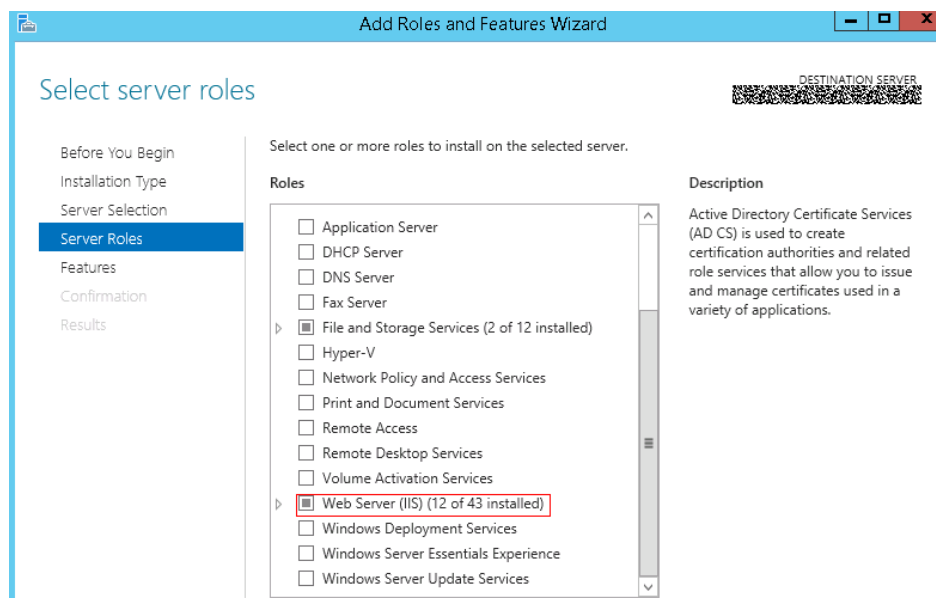 Add Roles and Features Wizard
Select server roles
DESTINATION SERVER
Before You Begin
Installation Type
Server Selection
Server Roles
Features
Confirmation
Results
Select one or more roles to install on the selected server.
Roles
Application Server
DHCP Server
DNS Server
Fax Server
File and Storage Services (2 of 12 installed)
Hyper-V
Network Policy and Access Services
Print and Document Services
Remote Access
Remote Desktop Services
Volume Activation Services
Web Server (IIS) (12 of 43 installed)
Windows Deployment Services
Windows Server Essentials Experience
Windows Server Update Services
Description
Active Directory Certificate Services
(AD CS) is used to create
certification authorities and related
role services that allow you to issue
and manage certificates used in a
variety of applications.